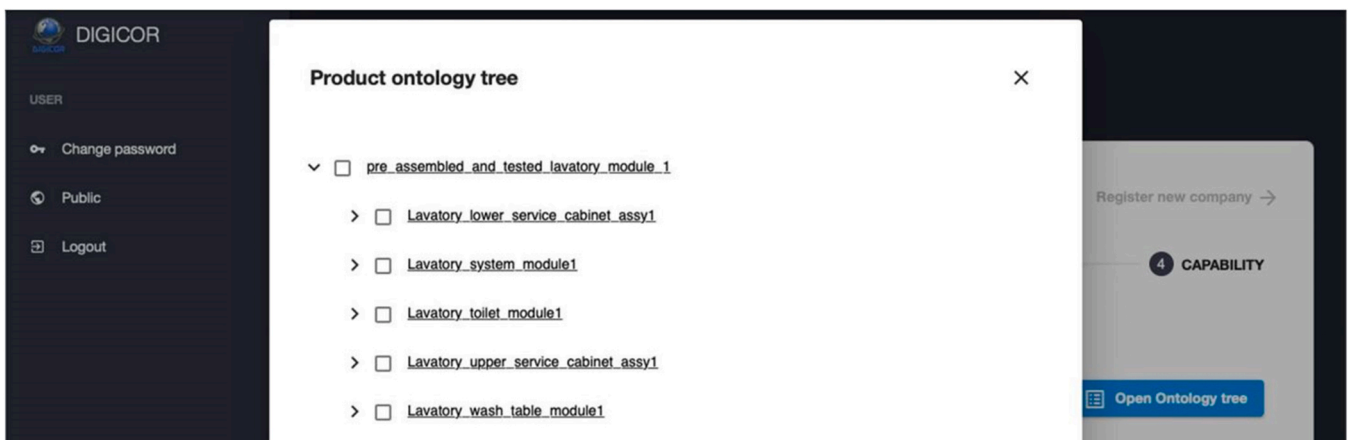 DIGICOR
DIGICOR
USER
Change password
Public
Logout
Product ontology tree
pre_assembled_and_tested_lavatory_module_1
Lavatory_lower_service_cabinet_assy1
Lavatory_system_module1
Lavatory_toilet_module1
Lavatory_upper_service_cabinet_assy1
Lavatory_wash_table_module1
Register new company
4 CAPABILITY
Open Ontology tree